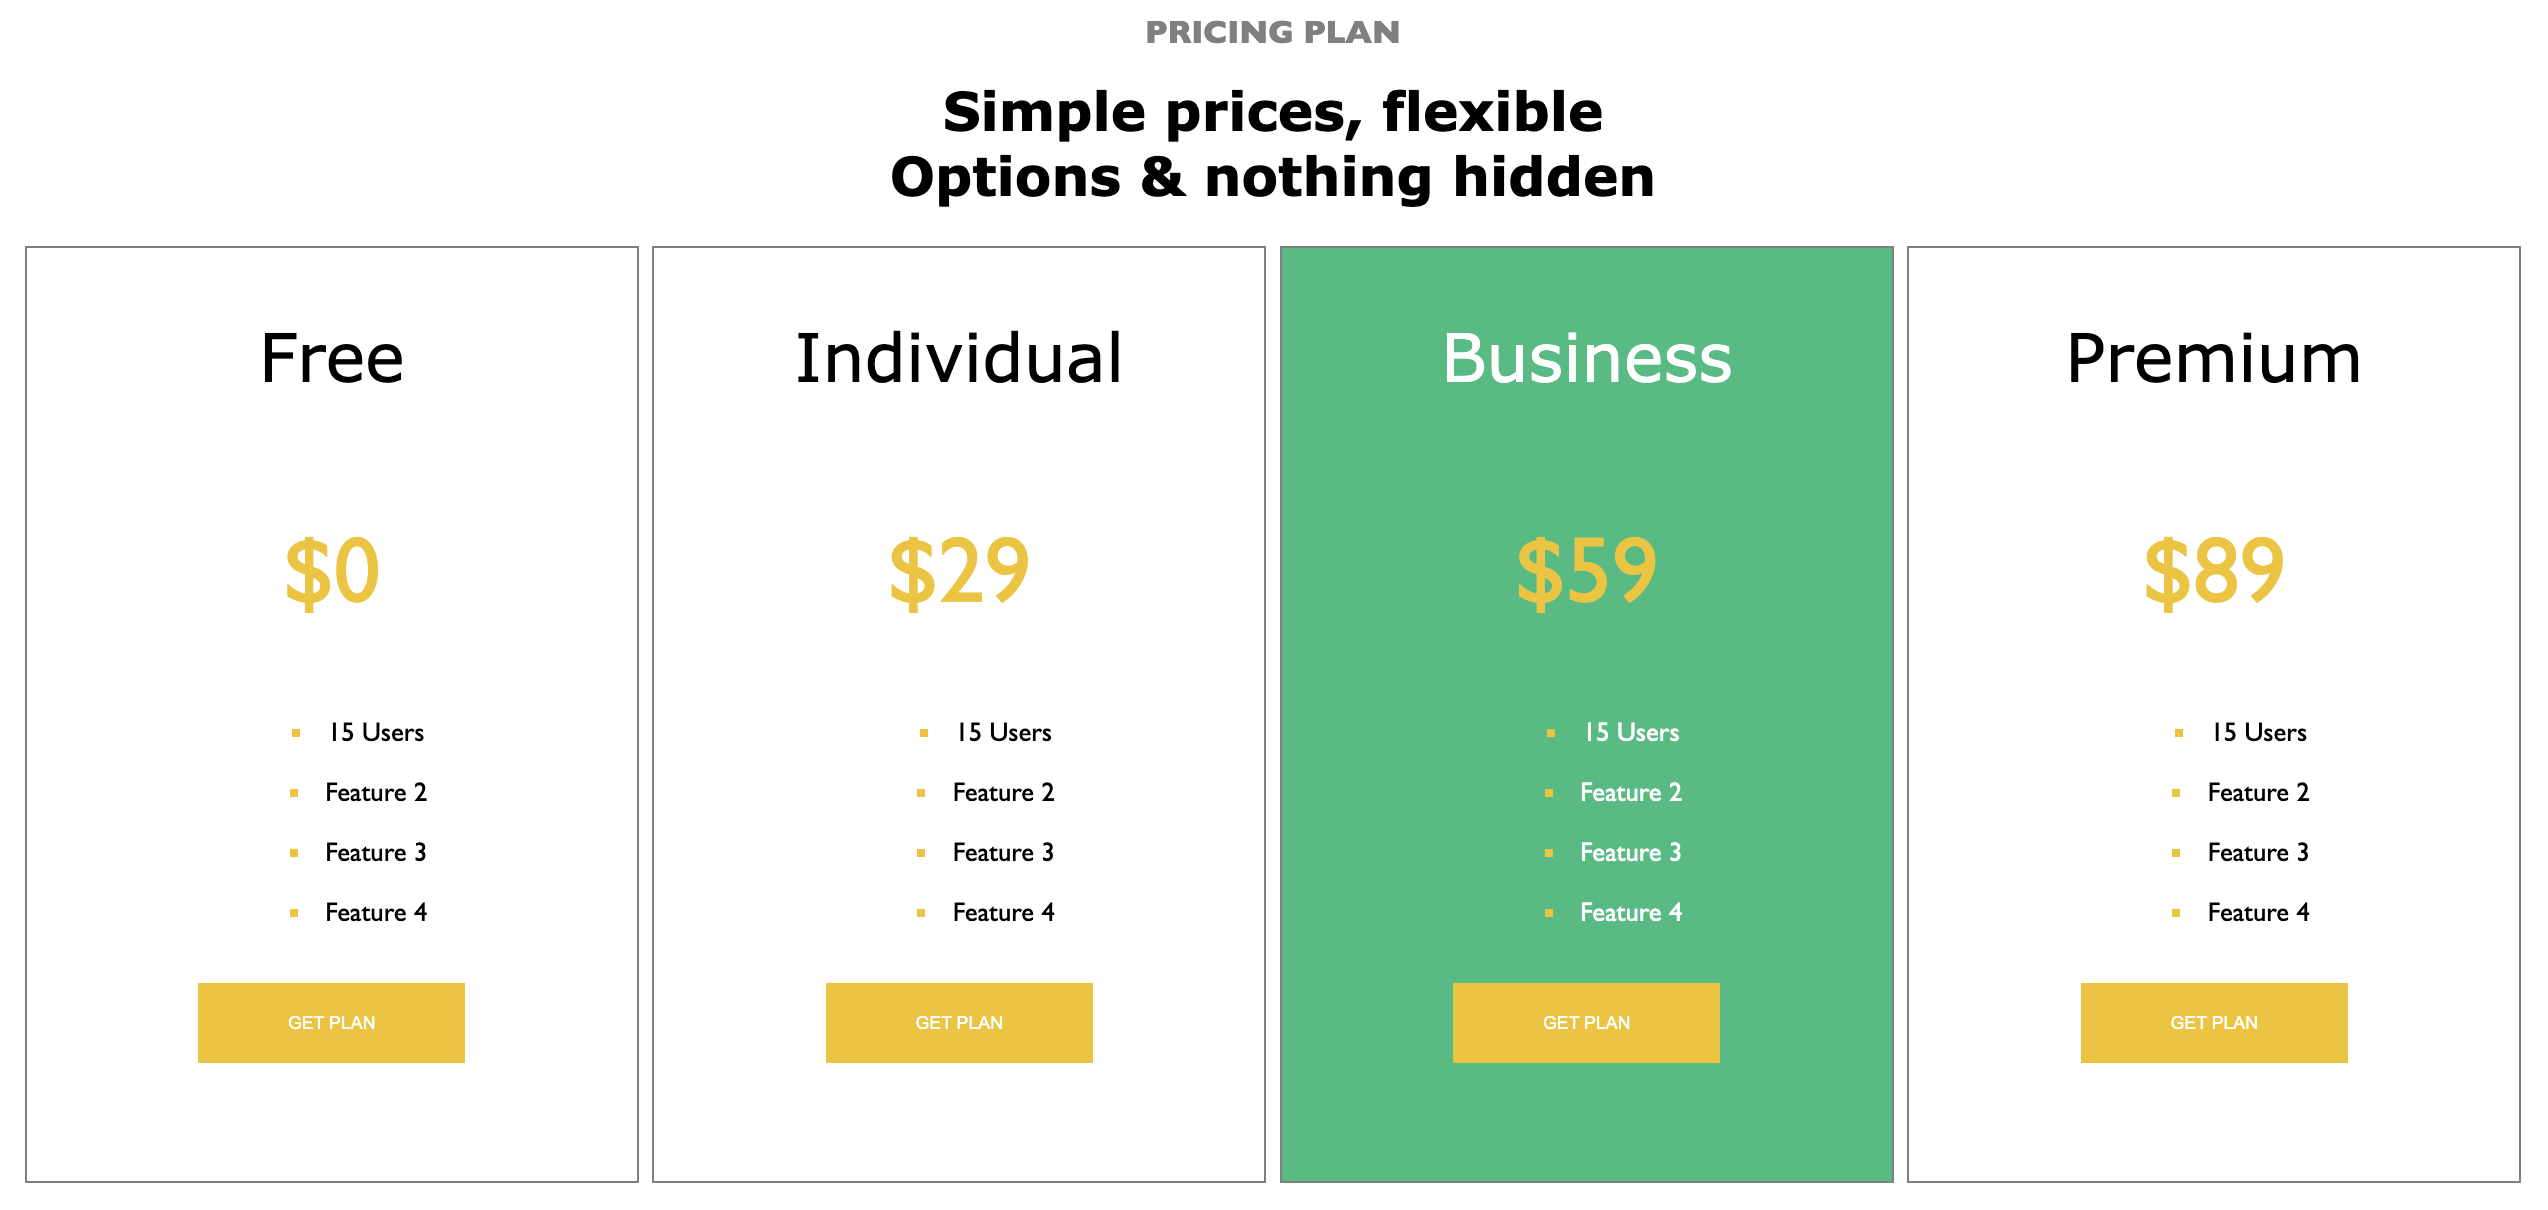 PRICING PLAN
Simple prices, flexible
Options & nothing hidden
Free
$0
15 Users
Feature 2
Feature 3
Feature 4
GET PLAN
Individual
$29
15 Users
Feature 2
Feature 3
Feature 4
GET PLAN
Business
$59
15 Users
Feature 2
Feature 3
Feature 4
GET PLAN
Premium
$89
15 Users
Feature 2
Feature 3
Feature 4
GET PLAN